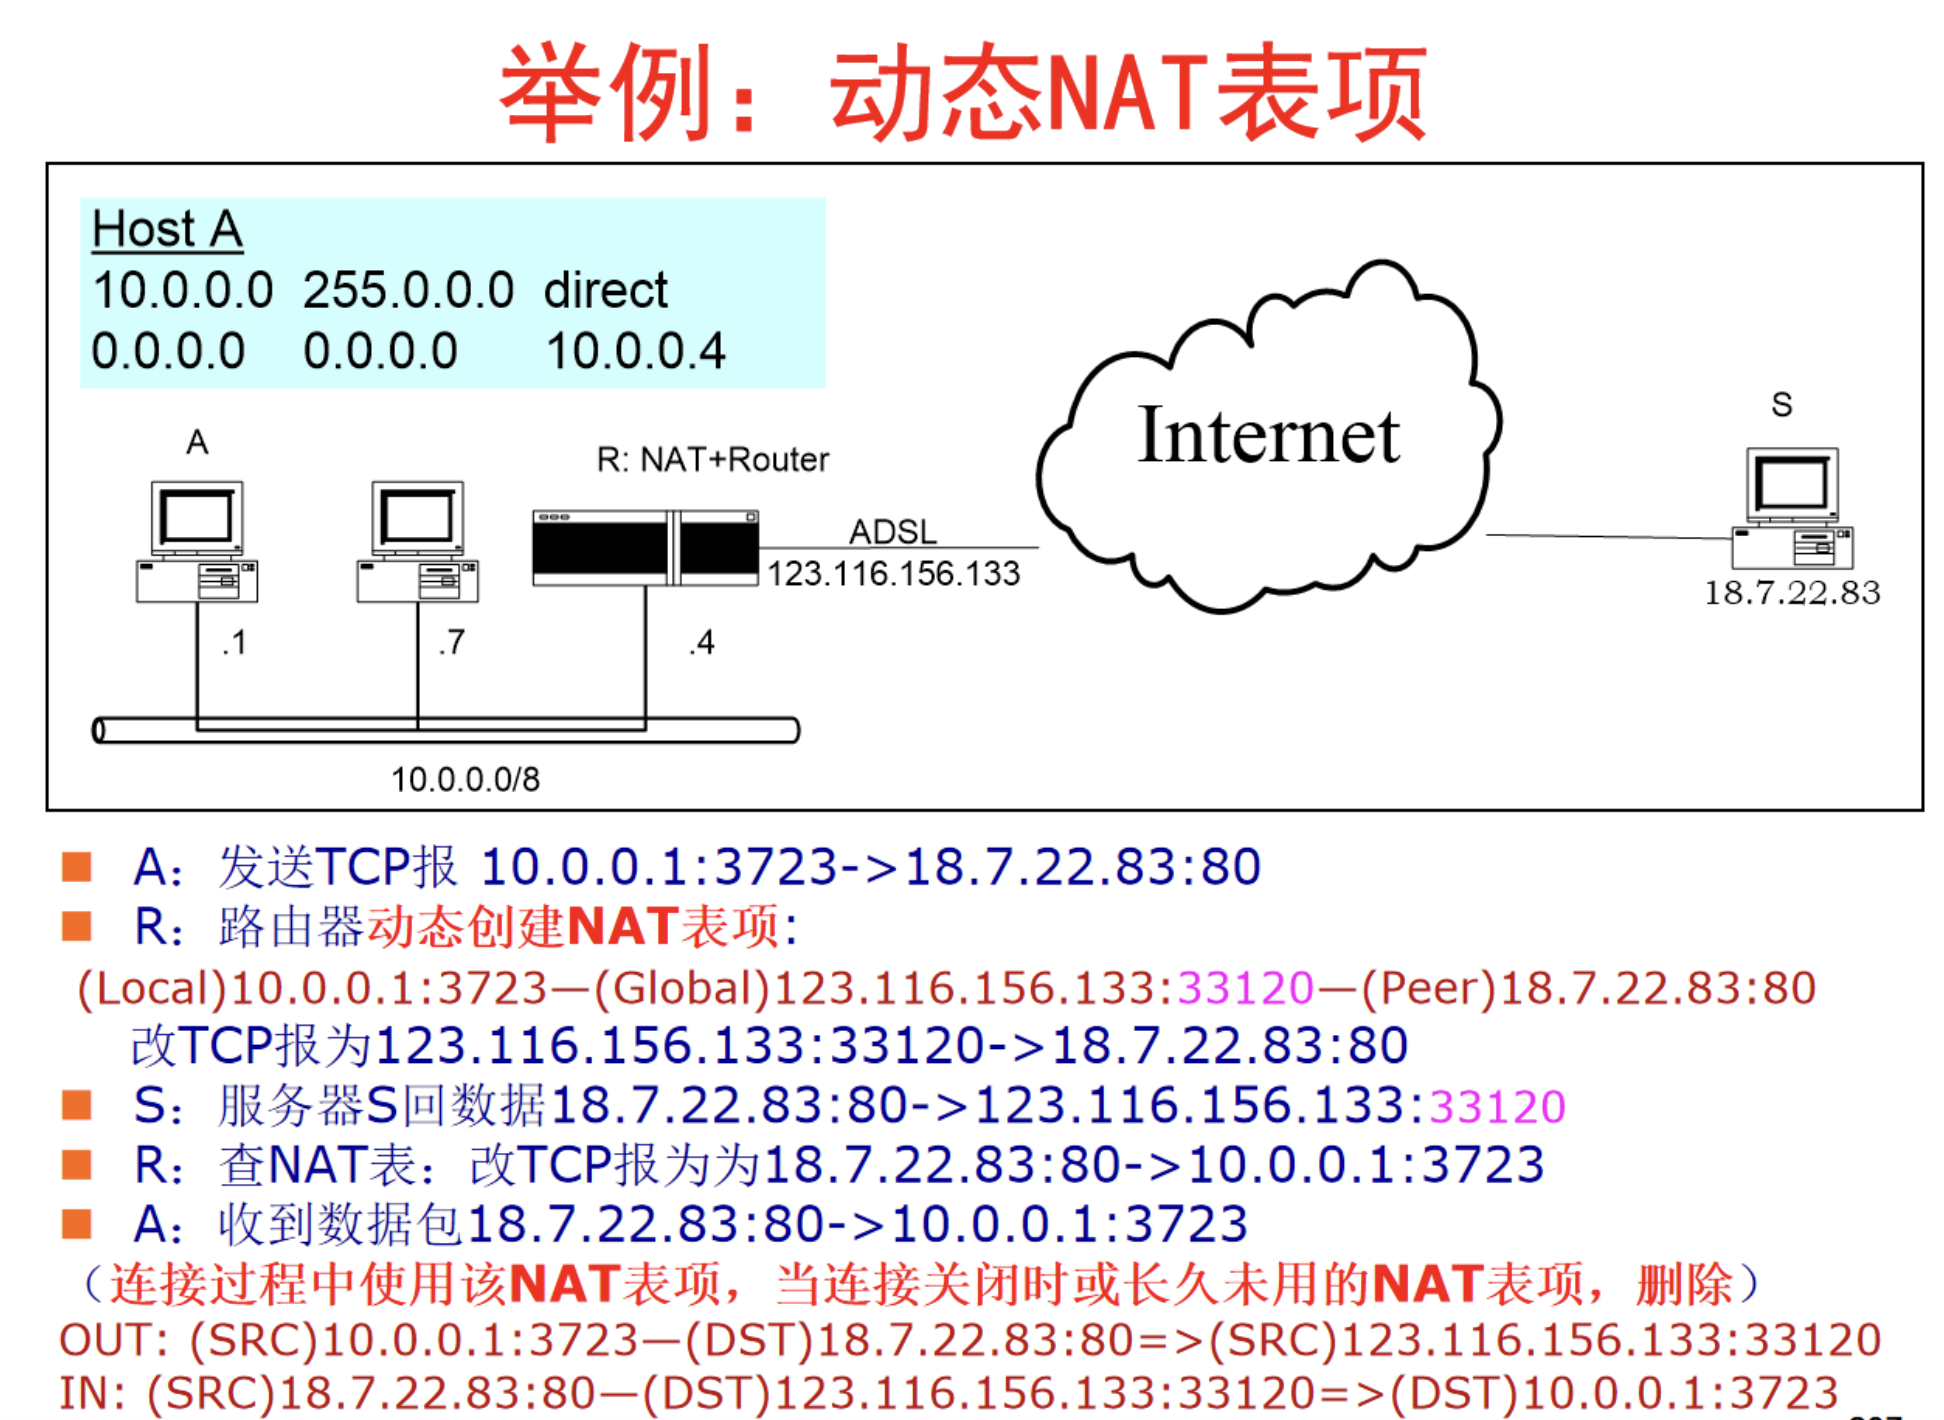 举例：动态NAT表项
Host A
10.0.0.0 255.0.0.0 direct
0.0.0.0 0.0.0.0 10.0.0.4
A
R: NAT+Router
Internet
S
ADSL
123.116.156.133
18.7.22.83
.1
.7
.4
10.0.0.0/8
A：发送TCP报 10.0.0.1:3723->18.7.22.83:80
R：路由器动态创建NAT表项:
(Local)10.0.0.1:3723—(Global)123.116.156.133:33120—(Peer)18.7.22.83:80
改TCP报为123.116.156.133:33120->18.7.22.83:80
S：服务器S回数据18.7.22.83:80->123.116.156.133:33120
R：查NAT表：改TCP报为为18.7.22.83:80->10.0.0.1:3723
A：收到数据包18.7.22.83:80->10.0.0.1:3723
（连接过程中使用该NAT表项，当连接关闭时或长久未用的NAT表项，删除）
OUT: (SRC)10.0.0.1:3723—(DST)18.7.22.83:80=>(SRC)123.116.156.133:33120
IN: (SRC)18.7.22.83:80—(DST)123.116.156.133:33120=>(DST)10.0.0.1:3723